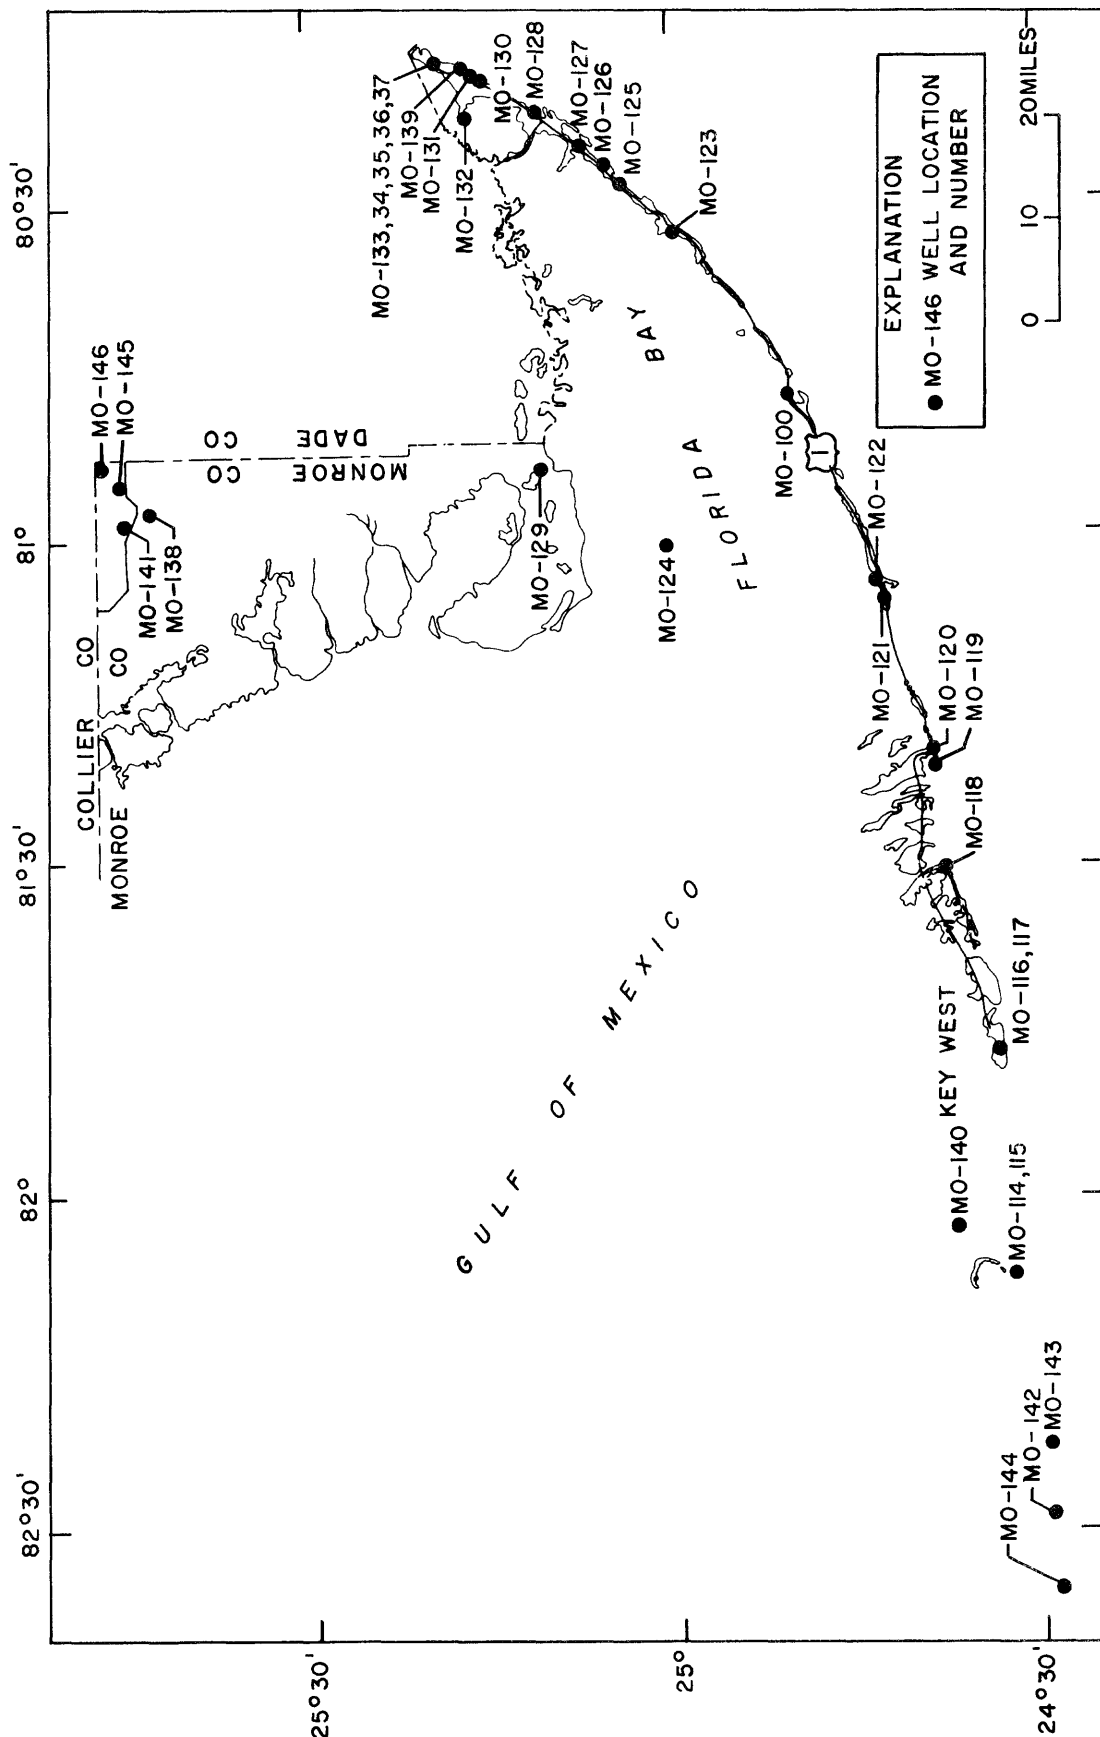 82°30'
82°
81°30'
81°
80°30'
25°30'
25°
24°30'
COLLIER CO
MONROE CO
MONROE CO
DADE CO
MO-146
MO-145
MO-141
MO-138
MO-133,34,35,36,37
MO-139
MO-131
MO-132
MO-130
MO-128
MO-127
MO-126
MO-125
MO-123
MO-129
MO-124
FLORIDA BAY
MO-100
1
MO-122
MO-121
MO-120
MO-119
MO-118
GULF OF MEXICO
MO-116,117
KEY WEST
MO-140
MO-114,115
MO-144
MO-142
MO-143
EXPLANATION
MO-146 WELL LOCATION
AND NUMBER
0 10 20 MILES